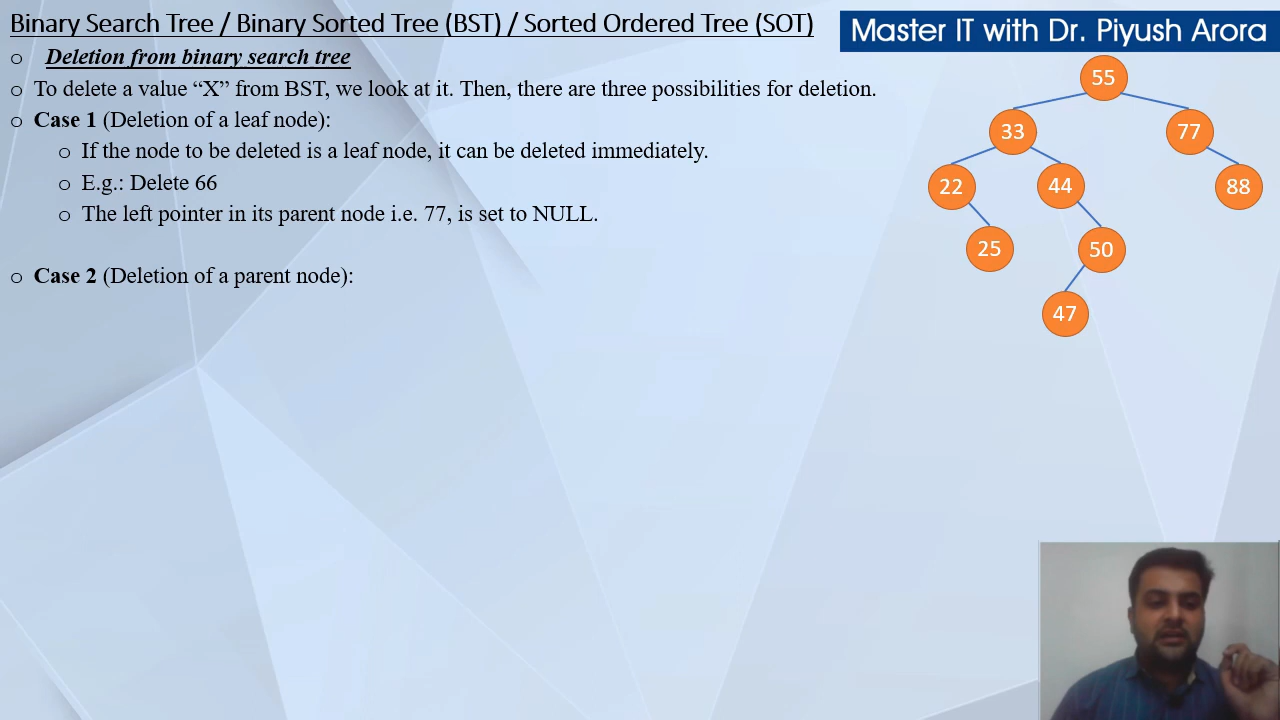 Binary Search Tree / Binary Sorted Tree (BST) / Sorted Ordered Tree (SOT)
Master IT with Dr. Piyush Arora
o Deletion from binary search tree
o To delete a value “X” from BST, we look at it. Then, there are three possibilities for deletion.
o Case 1 (Deletion of a leaf node):
o If the node to be deleted is a leaf node, it can be deleted immediately.
o E.g.: Delete 66
o The left pointer in its parent node i.e. 77, is set to NULL.
o Case 2 (Deletion of a parent node):
55
33 77
22 44 88
25 50
47